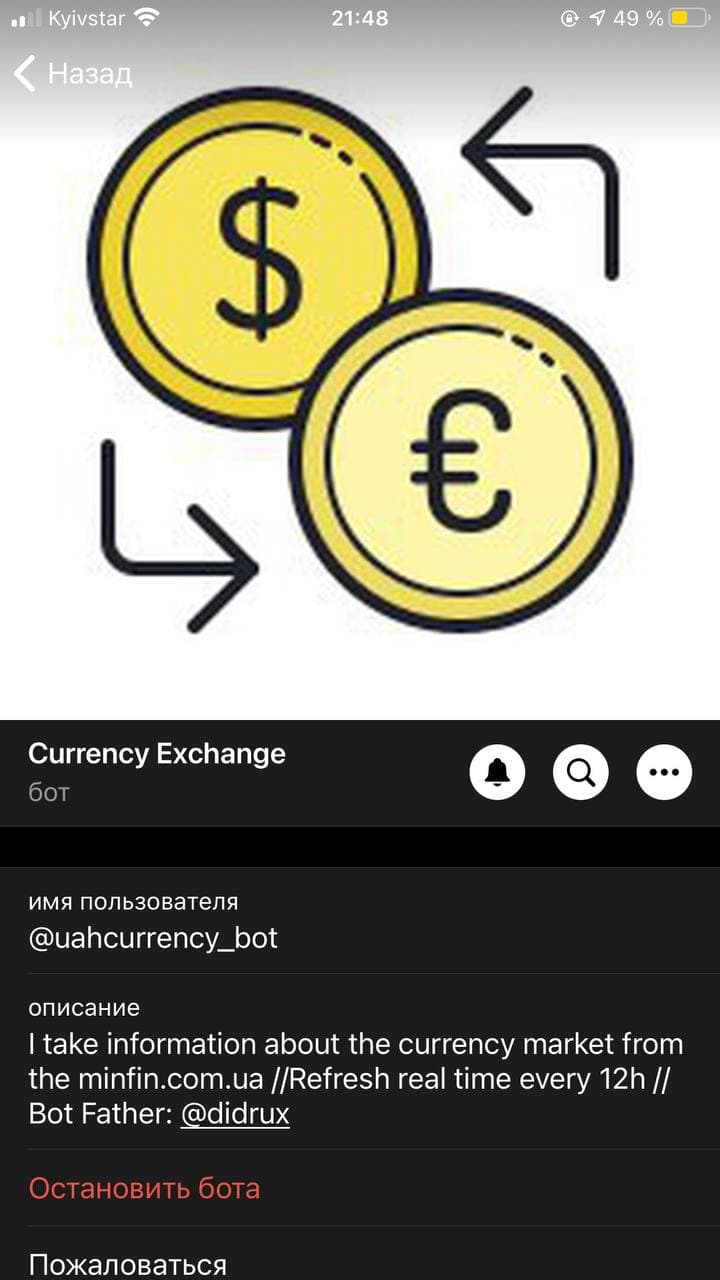 Kyivstar 21:48 49 %
Назад
$
€
Currency Exchange
бот
имя пользователя
@uahcurrency_bot
описание
I take information about the currency market from
the minfin.com.ua //Refresh real time every 12h //
Bot Father: @didrux
Остановить бота
Пожаловаться